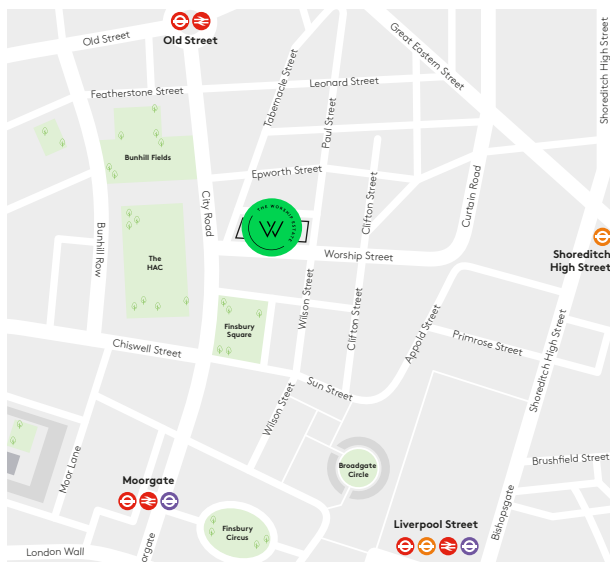 Old Street
Old Street
Great Eastern Street
Shoreditch High Street
Tabernacle Street
Leonard Street
Featherstone Street
Paul Street
Bunhill Fields
Epworth Street
Clifton Street
Curtain Road
City Road
THE WORSHIP ESTATE
W
Bunhill Row
The
HAC
Worship Street
Shoreditch
High Street
Wilson Street
Clifton Street
Finsbury
Square
Appold Street
Primrose Street
Shoreditch High Street
Chiswell Street
Sun Street
Wilson Steet
Moor Lane
Broadgate
Circle
Brushfield Street
Moorgate
Bishopsgate
Finsbury
Circus
Liverpool Street
London Wall
orgate